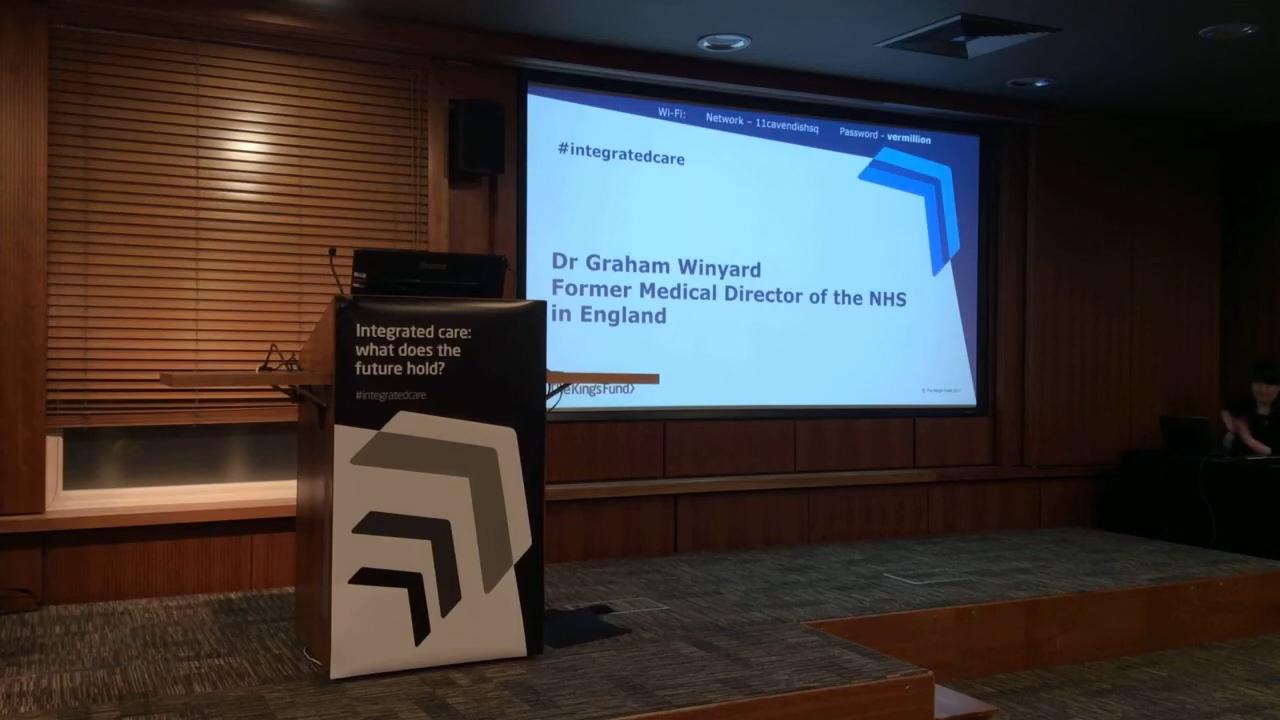 Wi-Fi: Network - 11cavendishsq Password - vermillion
#integratedcare
Dr Graham Winyard
Former Medical Director of the NHS
in England
KingsFund>
Integrated care:
what does the
future hold?
#integratedcare